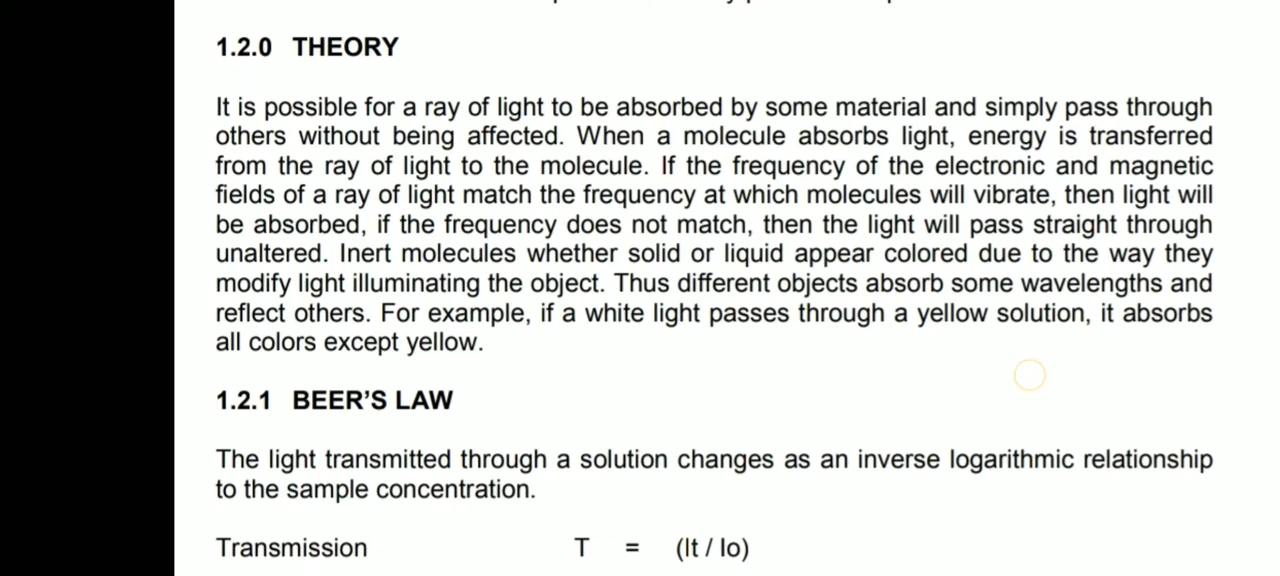 1.2.0 THEORY
It is possible for a ray of light to be absorbed by some material and simply pass through
others without being affected. When a molecule absorbs light, energy is transferred
from the ray of light to the molecule. If the frequency of the electronic and magnetic
fields of a ray of light match the frequency at which molecules will vibrate, then light will
be absorbed, if the frequency does not match, then the light will pass straight through
unaltered. Inert molecules whether solid or liquid appear colored due to the way they
modify light illuminating the object. Thus different objects absorb some wavelengths and
reflect others. For example, if a white light passes through a yellow solution, it absorbs
all colors except yellow.
1.2.1 BEER’S LAW
The light transmitted through a solution changes as an inverse logarithmic relationship
to the sample concentration.
Transmission T = (It / Io)